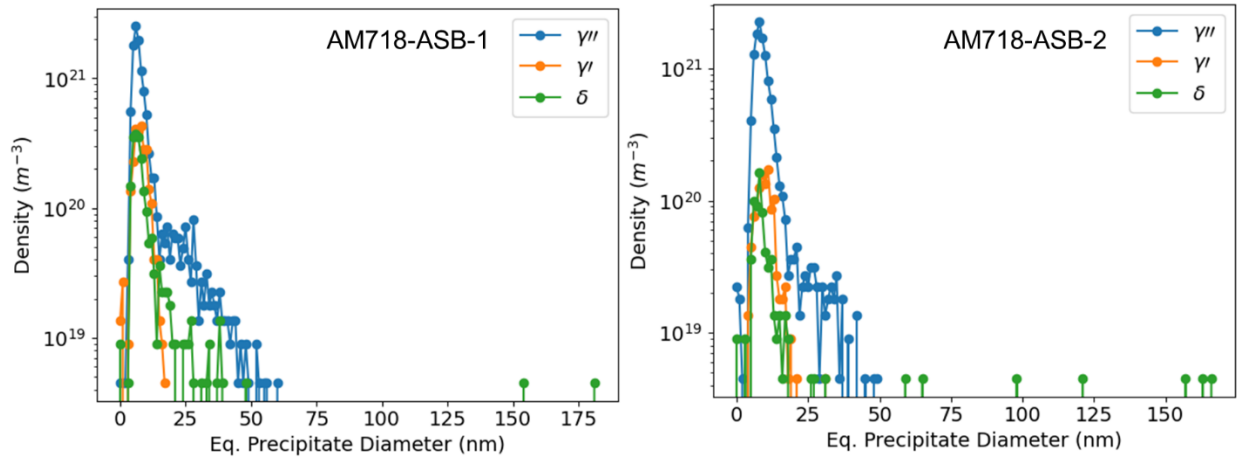 AM718-ASB-1
γ′′
γ′
δ
10²¹
10²⁰
10¹⁹
Density (m⁻³)
0 25 50 75 100 125 150 175
Eq. Precipitate Diameter (nm)
AM718-ASB-2
γ′′
γ′
δ
10²¹
10²⁰
10¹⁹
Density (m⁻³)
0 25 50 75 100 125 150
Eq. Precipitate Diameter (nm)